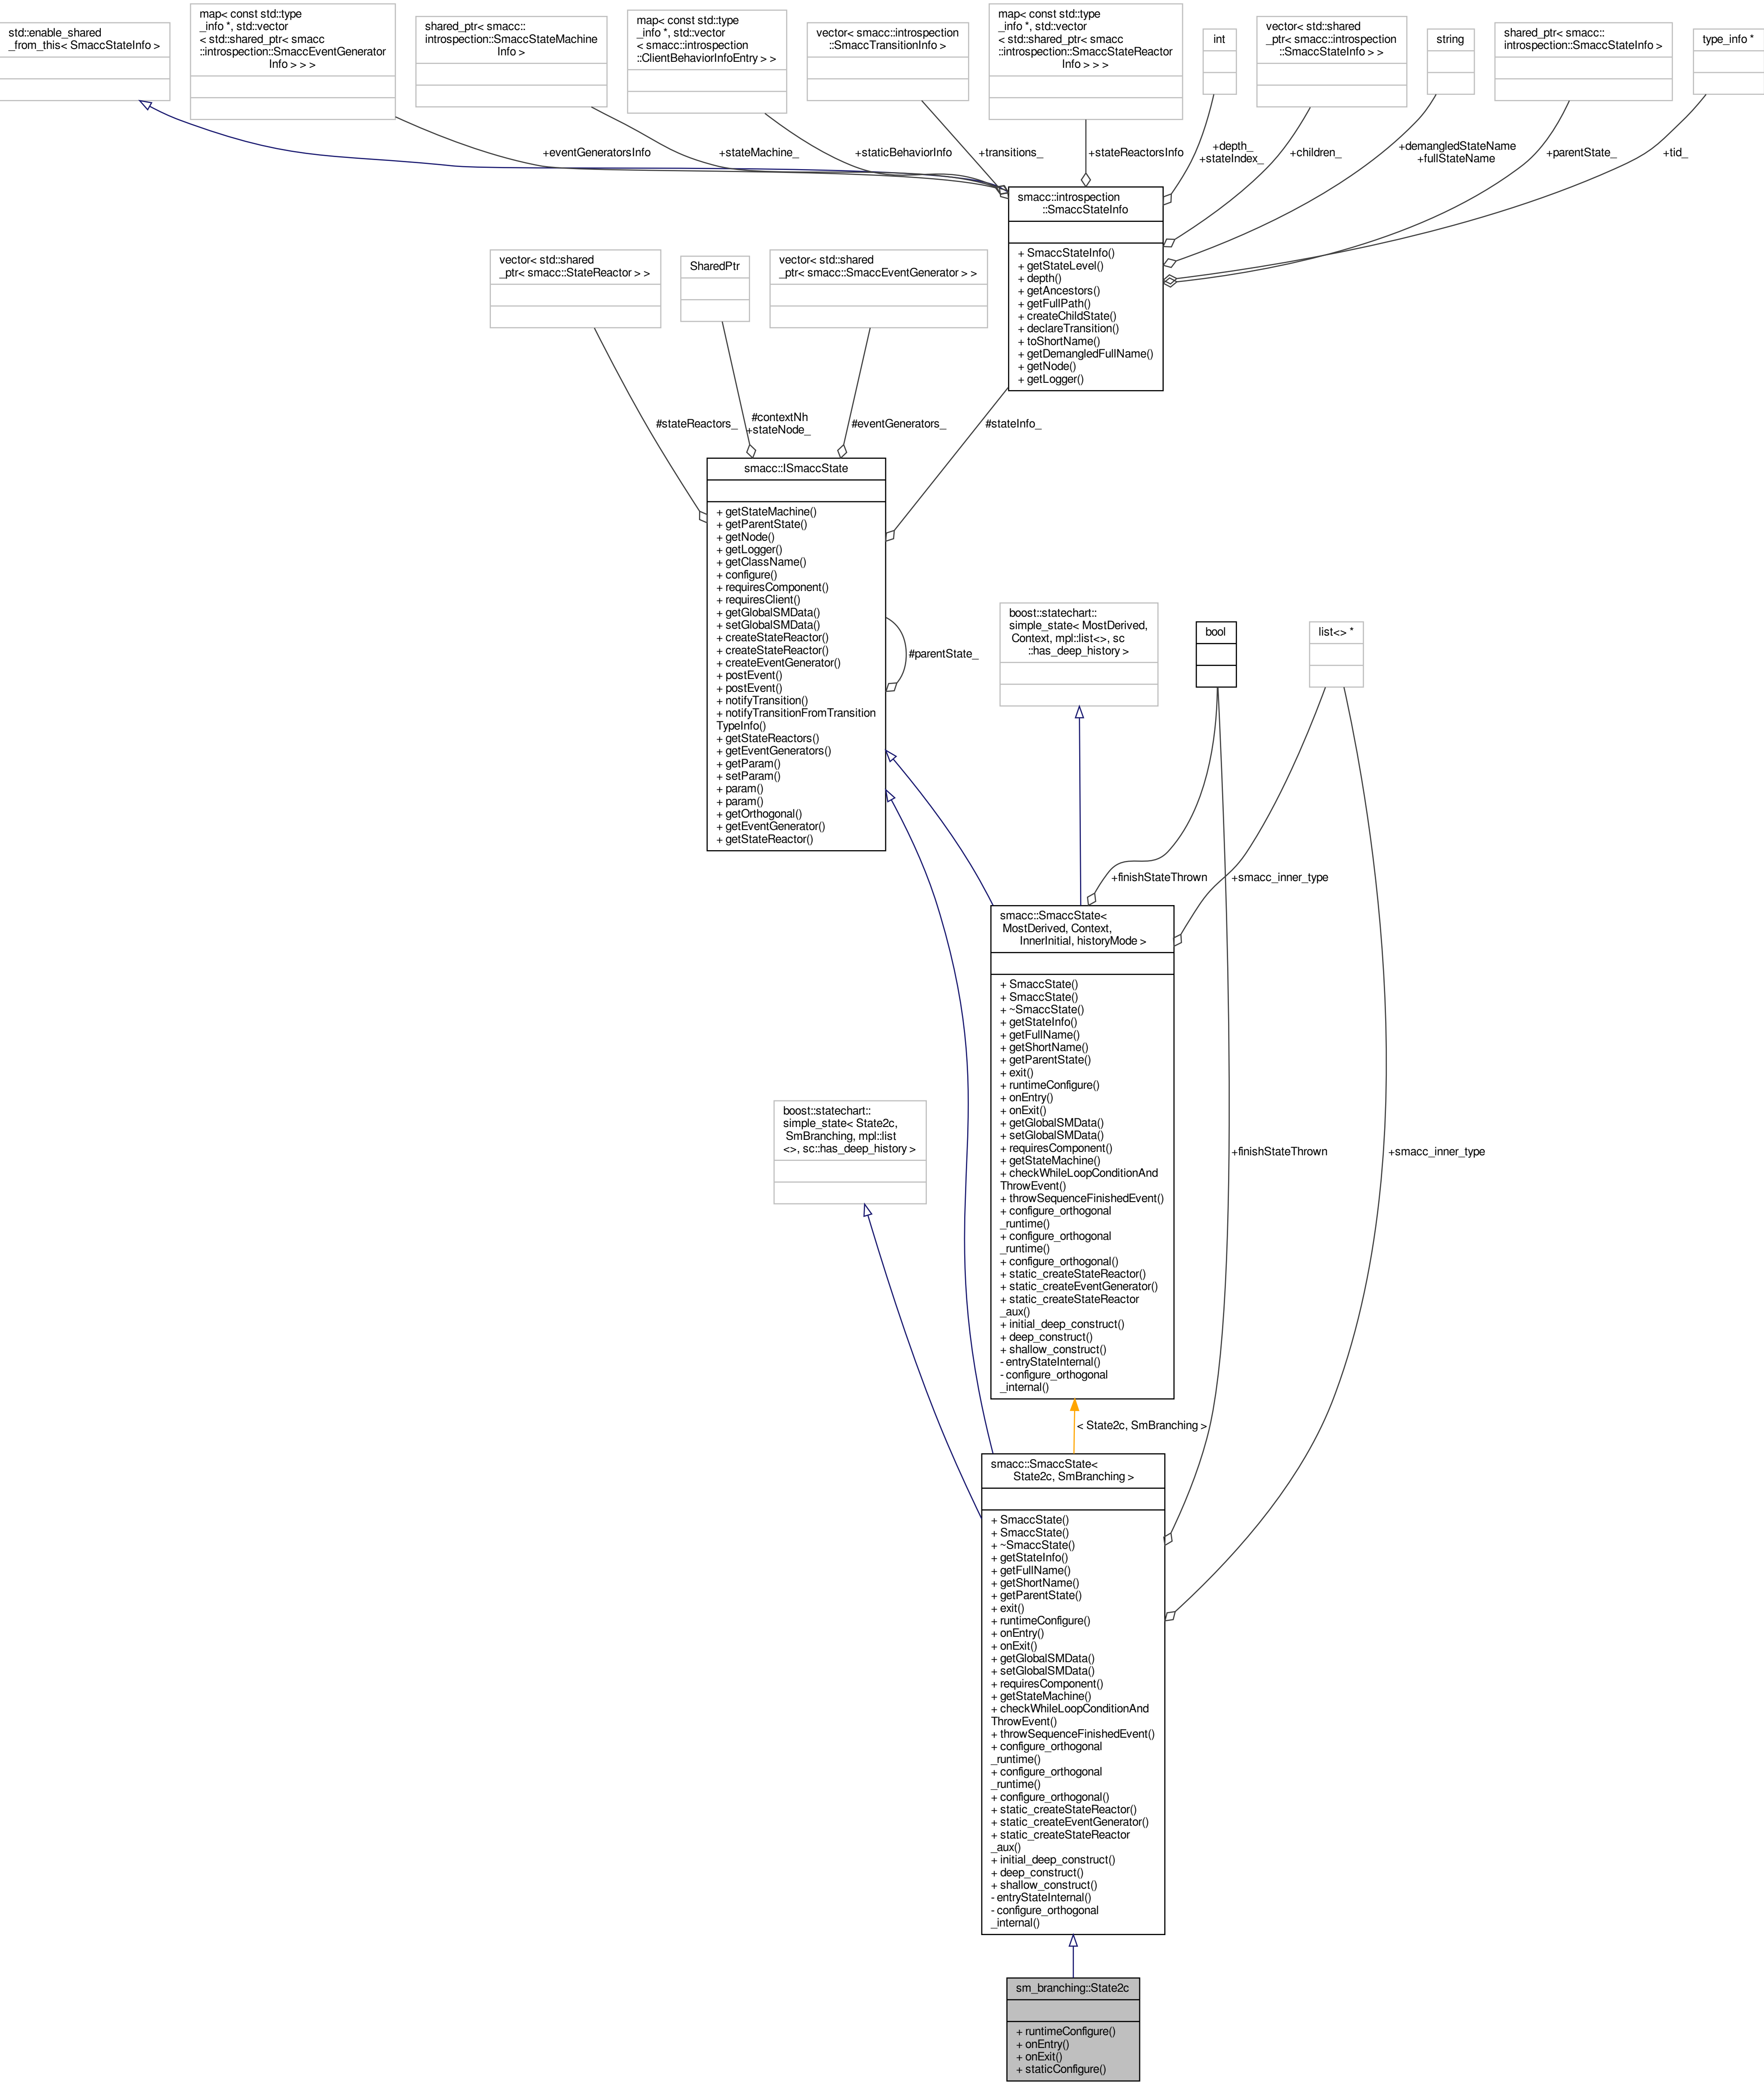 std::enable_shared
_from_this< SmaccStateInfo >
map< const std::type
_info *, std::vector
< std::shared_ptr< smacc
::introspection::SmaccEventGenerator
Info > > >
shared_ptr< smacc::
introspection::SmaccStateMachine
Info >
map< const std::type
_info *, std::vector
< smacc::introspection
::ClientBehaviorInfoEntry > >
vector< smacc::introspection
::SmaccTransitionInfo >
map< const std::type
_info *, std::vector
< std::shared_ptr< smacc
::introspection::SmaccStateReactor
Info > > >
int
vector< std::shared
_ptr< smacc::introspection
::SmaccStateInfo > >
string
shared_ptr< smacc::
introspection::SmaccStateInfo >
type_info *
+eventGeneratorsInfo
+stateMachine_
+staticBehaviorInfo
+transitions_
+stateReactorsInfo
+depth_
+stateIndex_
+children_
+demangledStateName
+fullStateName
+parentState_
+tid_
smacc::introspection
::SmaccStateInfo
+ SmaccStateInfo()
+ getStateLevel()
+ depth()
+ getAncestors()
+ getFullPath()
+ createChildState()
+ declareTransition()
+ toShortName()
+ getDemangledFullName()
+ getNode()
+ getLogger()
vector< std::shared
_ptr< smacc::StateReactor > >
SharedPtr
vector< std::shared
_ptr< smacc::SmaccEventGenerator > >
#stateReactors_
#contextNh
+stateNode_
#eventGenerators_
#stateInfo_
smacc::ISmaccState
+ getStateMachine()
+ getParentState()
+ getNode()
+ getLogger()
+ getClassName()
+ configure()
+ requiresComponent()
+ requiresClient()
+ getGlobalSMData()
+ setGlobalSMData()
+ createStateReactor()
+ createStateReactor()
+ createEventGenerator()
+ postEvent()
+ postEvent()
+ notifyTransition()
+ notifyTransitionFromTransition
TypeInfo()
+ getStateReactors()
+ getEventGenerators()
+ getParam()
+ setParam()
+ param()
+ param()
+ getOrthogonal()
+ getEventGenerator()
+ getStateReactor()
#parentState_
boost::statechart::
simple_state< MostDerived,
Context, mpl::list<>, sc
::has_deep_history >
bool
list<> *
+finishStateThrown
+smacc_inner_type
smacc::SmaccState<
MostDerived, Context,
InnerInitial, historyMode >
+ SmaccState()
+ SmaccState()
+ ~SmaccState()
+ getStateInfo()
+ getFullName()
+ getShortName()
+ getParentState()
+ exit()
+ runtimeConfigure()
+ onEntry()
+ onExit()
+ getGlobalSMData()
+ setGlobalSMData()
+ requiresComponent()
+ getStateMachine()
+ checkWhileLoopConditionAnd
ThrowEvent()
+ throwSequenceFinishedEvent()
+ configure_orthogonal
_runtime()
+ configure_orthogonal
_runtime()
+ configure_orthogonal()
+ static_createStateReactor()
+ static_createEventGenerator()
+ static_createStateReactor
_aux()
+ initial_deep_construct()
+ deep_construct()
+ shallow_construct()
- entryStateInternal()
- configure_orthogonal
_internal()
boost::statechart::
simple_state< State2c,
SmBranching, mpl::list
<>, sc::has_deep_history >
+finishStateThrown
+smacc_inner_type
< State2c, SmBranching >
smacc::SmaccState<
State2c, SmBranching >
+ SmaccState()
+ SmaccState()
+ ~SmaccState()
+ getStateInfo()
+ getFullName()
+ getShortName()
+ getParentState()
+ exit()
+ runtimeConfigure()
+ onEntry()
+ onExit()
+ getGlobalSMData()
+ setGlobalSMData()
+ requiresComponent()
+ getStateMachine()
+ checkWhileLoopConditionAnd
ThrowEvent()
+ throwSequenceFinishedEvent()
+ configure_orthogonal
_runtime()
+ configure_orthogonal
_runtime()
+ configure_orthogonal()
+ static_createStateReactor()
+ static_createEventGenerator()
+ static_createStateReactor
_aux()
+ initial_deep_construct()
+ deep_construct()
+ shallow_construct()
- entryStateInternal()
- configure_orthogonal
_internal()
sm_branching::State2c
+ runtimeConfigure()
+ onEntry()
+ onExit()
+ staticConfigure()